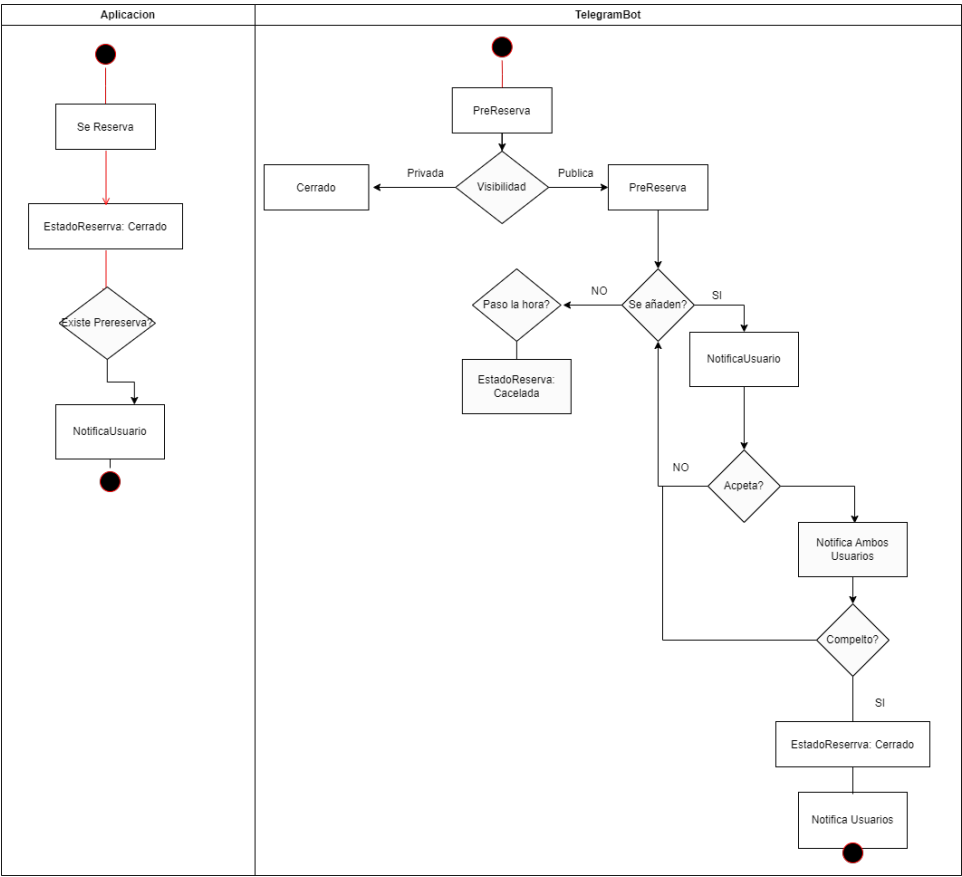 Aplicacion
TelegramBot
Se Reserva
EstadoReserrva: Cerrado
Existe Prereserva?
NotificaUsuario
PreReserva
Visibilidad
Privada
Publica
Cerrado
PreReserva
Se añaden?
NO
SI
Paso la hora?
EstadoReserva:
Cacelada
NotificaUsuario
Acpeta?
NO
Notifica Ambos
Usuarios
Compelto?
SI
EstadoReserrva: Cerrado
Notifica Usuarios